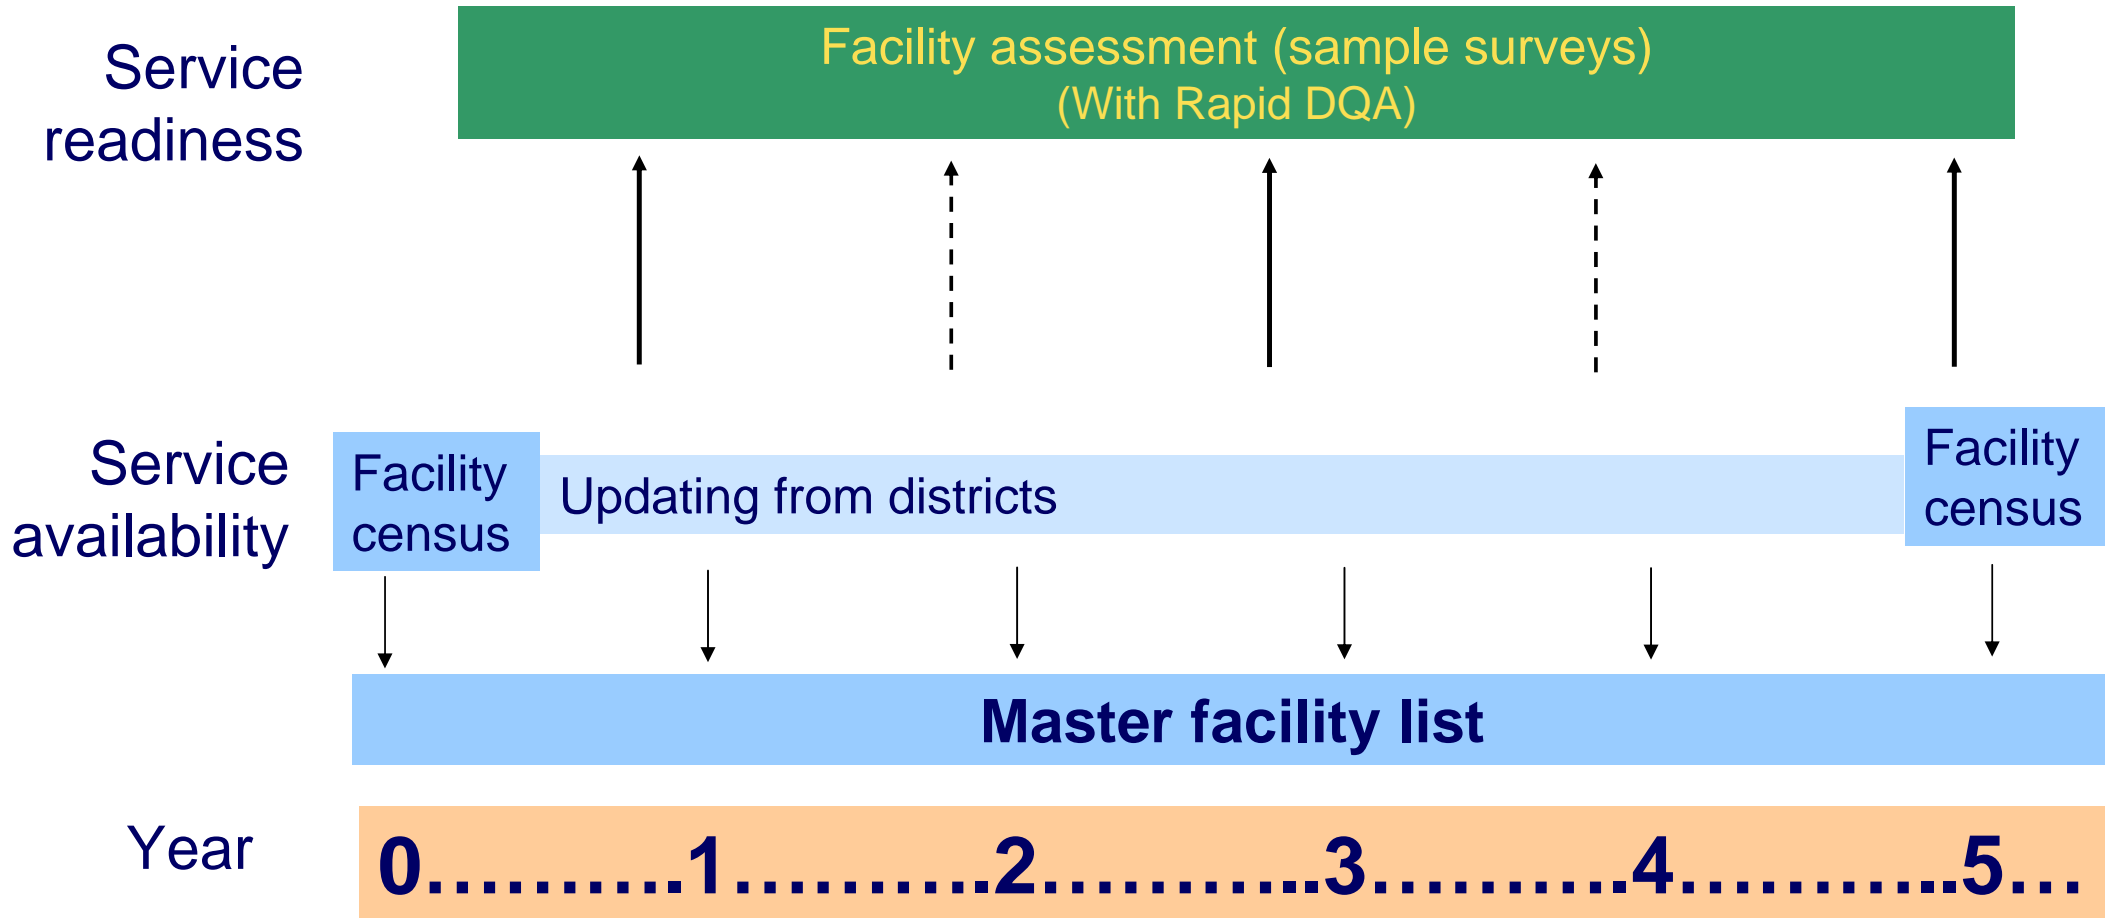 Service
readiness
Facility assessment (sample surveys)
(With Rapid DQA)
Service
availability
Facility
census
Updating from districts
Facility
census
Master facility list
Year
0..........1..........2...........3..........4...........5...